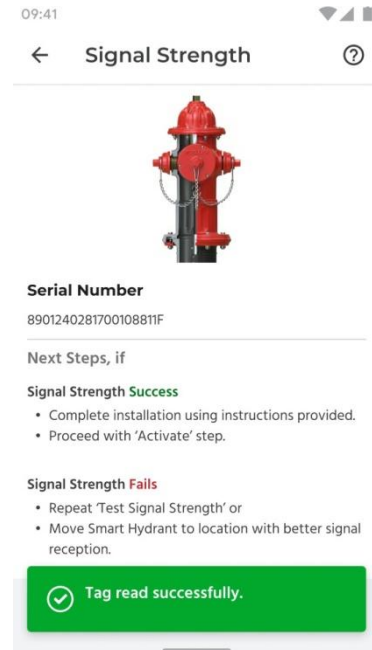 09:41
Signal Strength
Serial Number
8901240281700108811F
Next Steps, if
Signal Strength Success
• Complete installation using instructions provided.
• Proceed with ‘Activate’ step.
Signal Strength Fails
• Repeat ‘Test Signal Strength’ or
• Move Smart Hydrant to location with better signal
reception.
Tag read successfully.